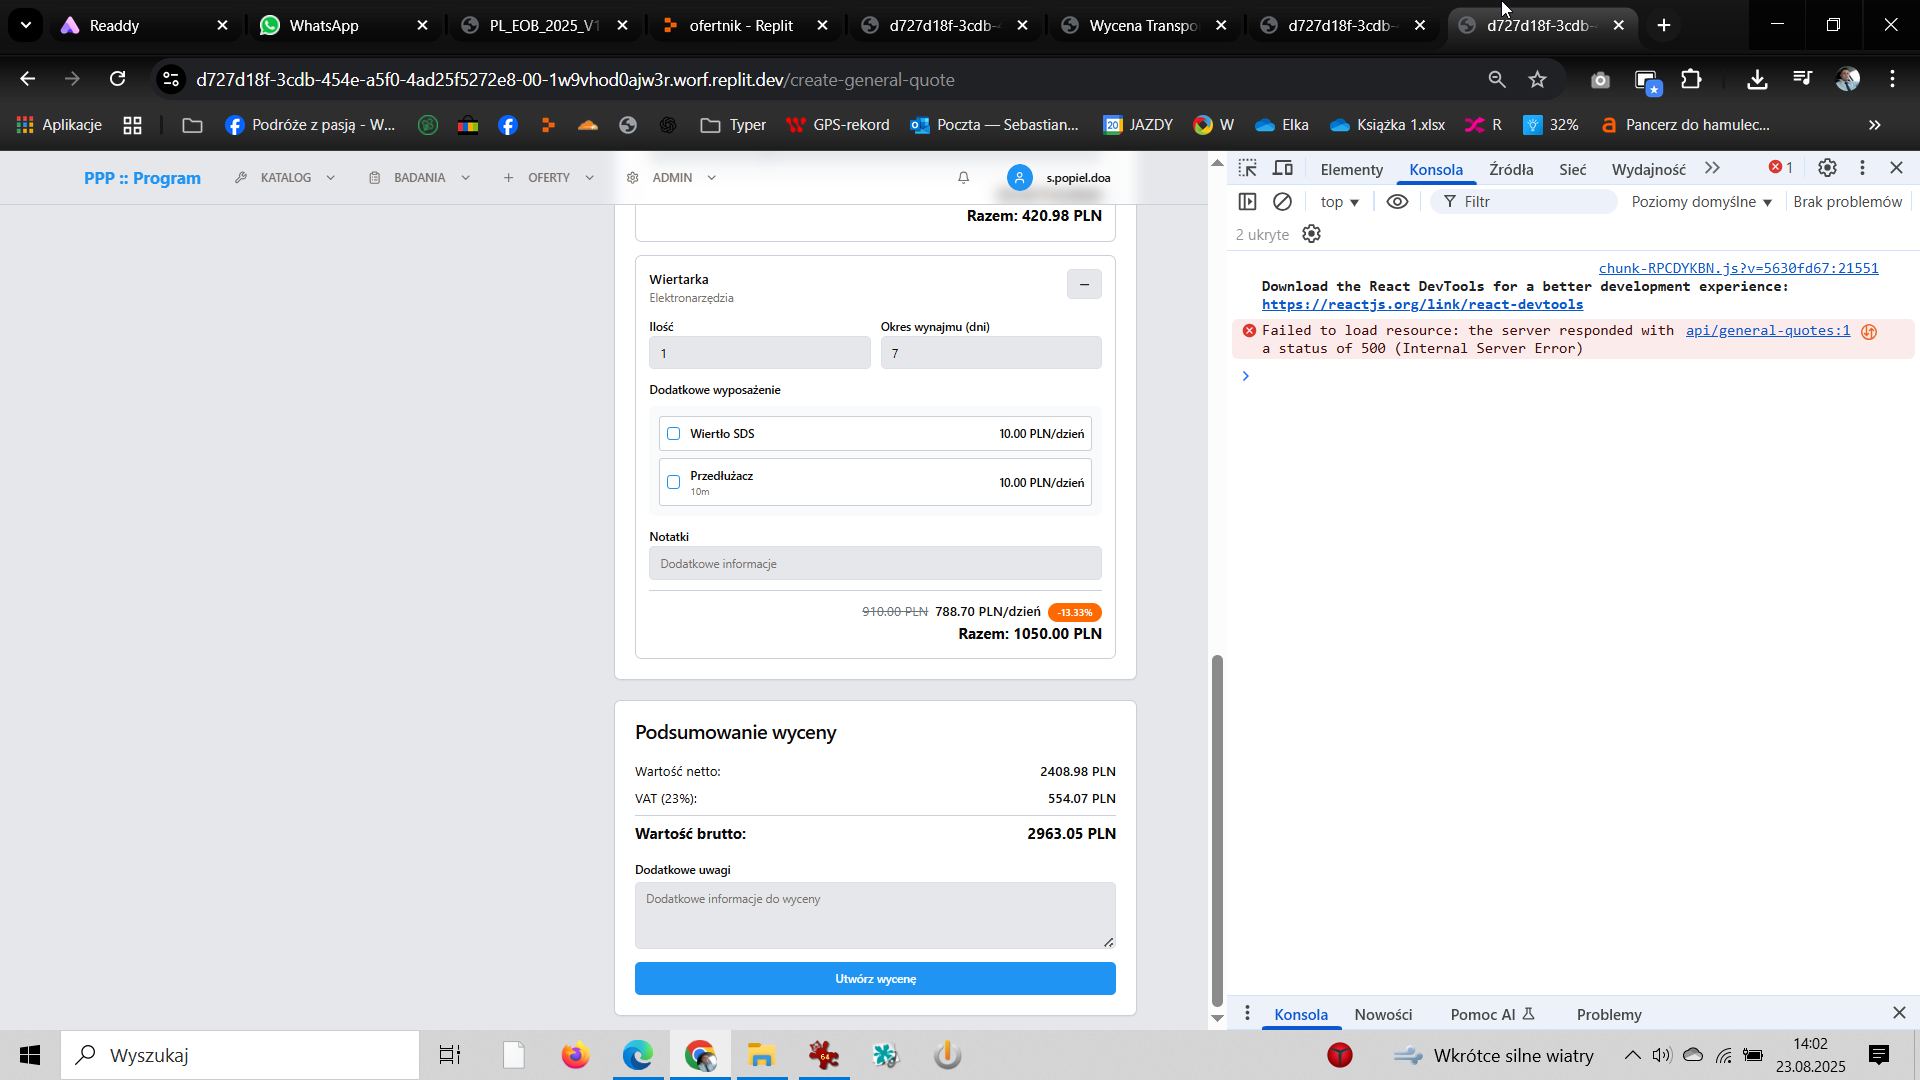 Readdy
WhatsApp
PL_EOB_2025_V1
ofertnik - Replit
d727d18f-3cdb-
Wycena Transpo
d727d18f-3cdb-
d727d18f-3cdb-
d727d18f-3cdb-454e-a5f0-4ad25f5272e8-00-1w9vhod0ajw3r.worf.replit.dev/create-general-quote
Aplikacje
Podróże z pasją - W...
Typer
GPS-rekord
Poczta — Sebastian...
20
JAZDY
W
Elka
Książka 1.xlsx
R
32%
Pancerz do hamulec...
»
PPP :: Program
KATALOG
BADANIA
OFERTY
ADMIN
s.popiel.doa
Razem: 420.98 PLN
Wiertarka
Elektronarzędzia
Ilość
Okres wynajmu (dni)
1
7
Dodatkowe wyposażenie
Wiertło SDS
10.00 PLN/dzień
Przedłużacz
10m
10.00 PLN/dzień
Notatki
Dodatkowe informacje
910.00 PLN 788.70 PLN/dzień -13.33%
Razem: 1050.00 PLN
Podsumowanie wyceny
Wartość netto: 2408.98 PLN
VAT (23%): 554.07 PLN
Wartość brutto: 2963.05 PLN
Dodatkowe uwagi
Dodatkowe informacje do wyceny
Utwórz wycenę
Elementy
Konsola
Źródła
Sieć
Wydajność
1
top
Filtr
Poziomy domyślne
Brak problemów
2 ukryte
chunk-RPCDYKBN.js?v=5630fd67:21551
Download the React DevTools for a better development experience:
https://reactjs.org/link/react-devtools
Failed to load resource: the server responded with api/general-quotes:1
a status of 500 (Internal Server Error)
Konsola
Nowości
Pomoc AI
Problemy
Wyszukaj
64
Wkrótce silne wiatry
14:02
23.08.2025